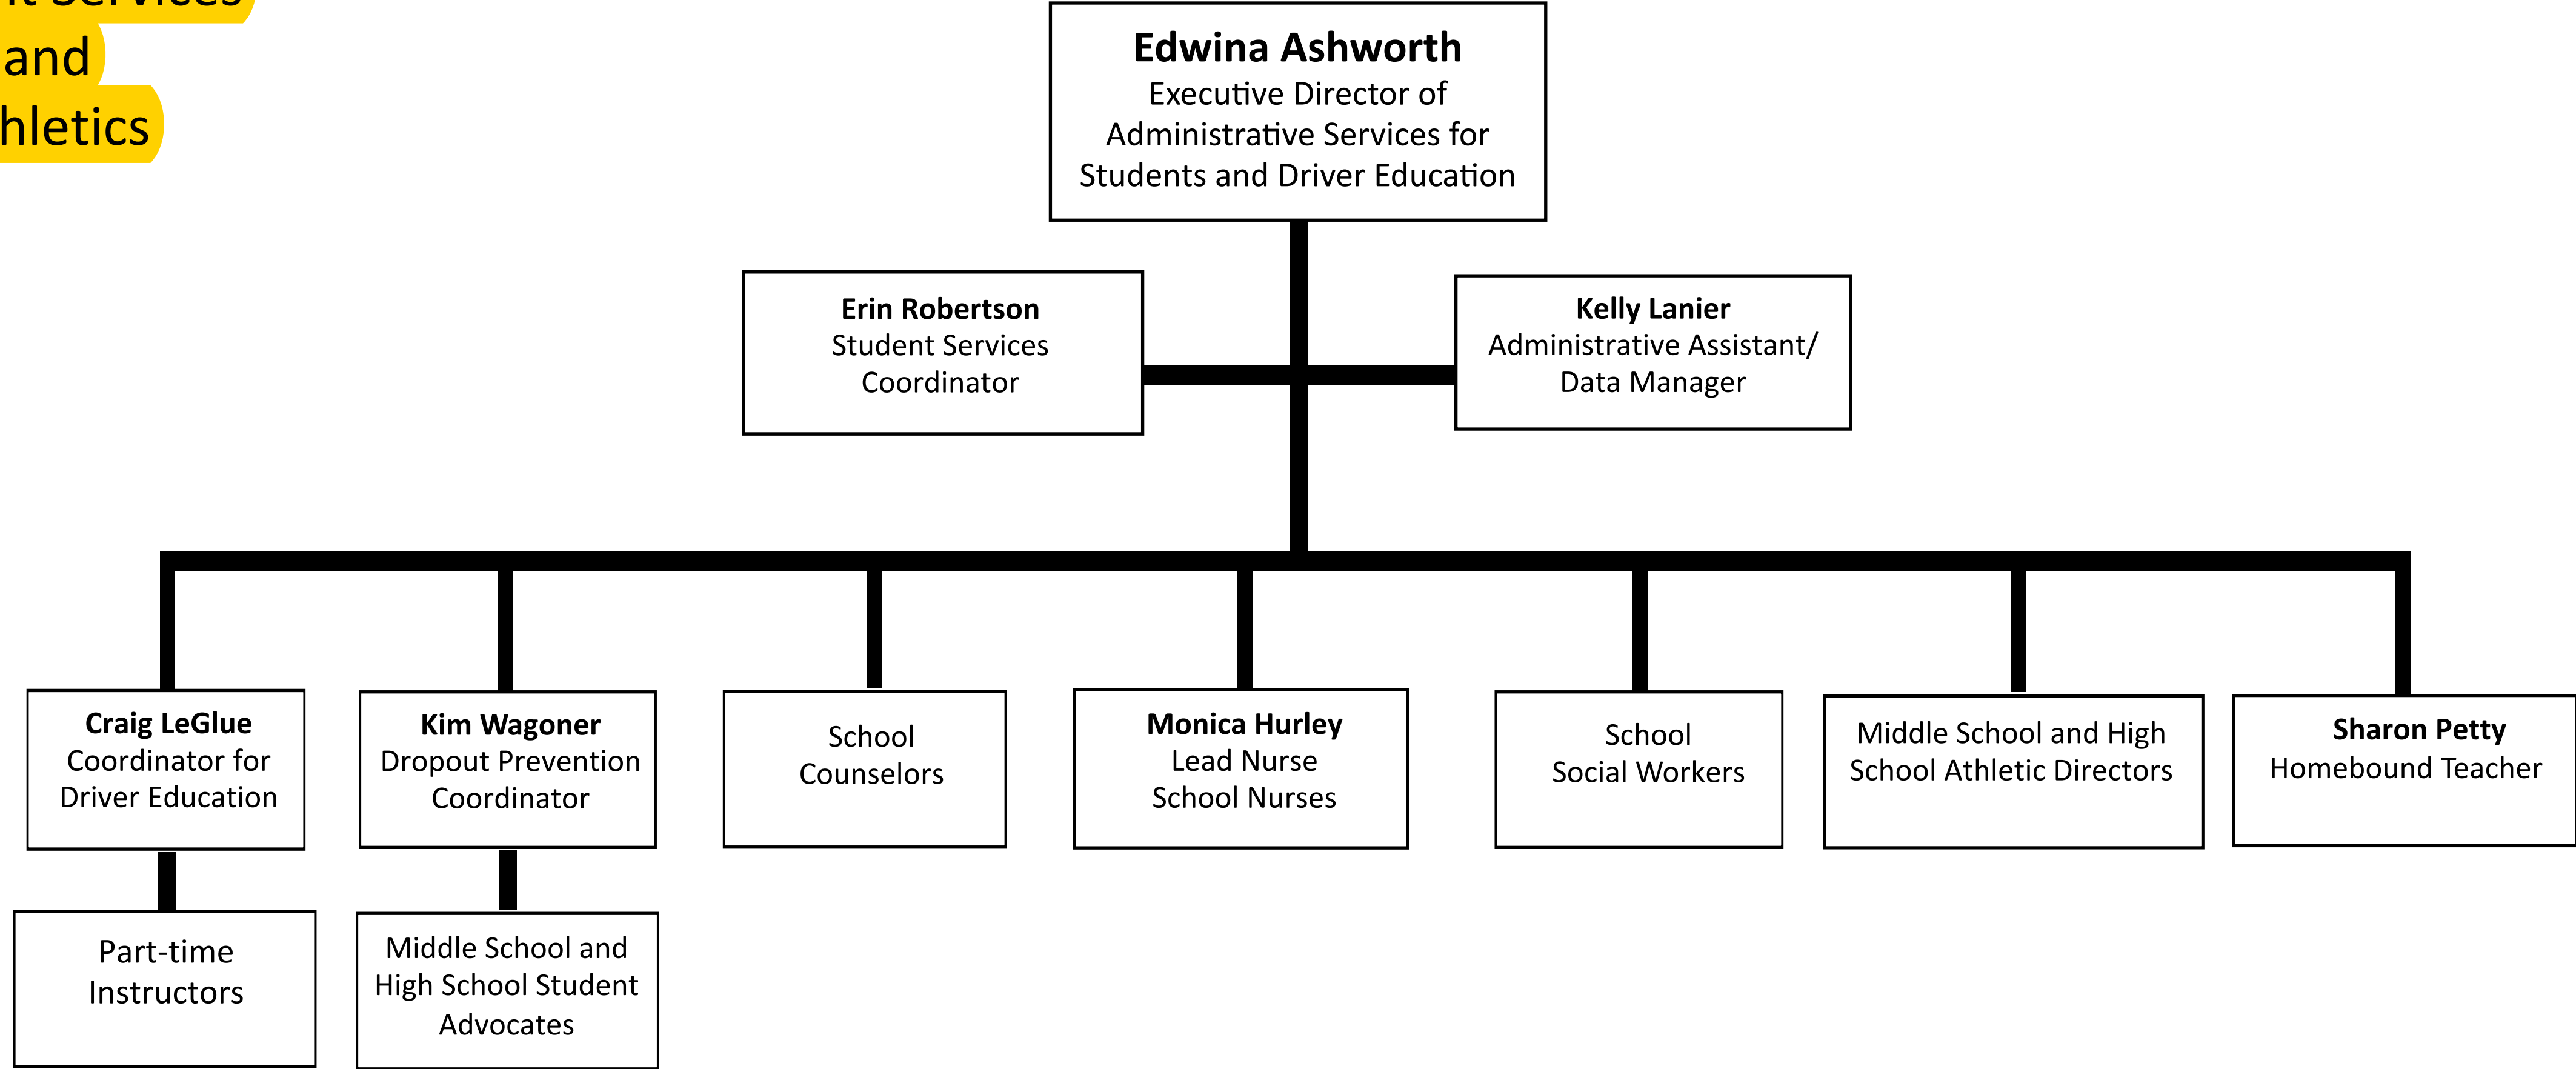 Services
and
Edwina Ashworth
Executive Director of
Administrative Services for
Students and Driver Education
Erin Robertson
Student Services
Coordinator
Kelly Lanier
Administrative Assistant/
Data Manager
Craig LeGlue
Coordinator for
Driver Education
Kim Wagoner
Dropout Prevention
Coordinator
School
Counselors
Monica Hurley
Lead Nurse
School Nurses
School
Social Workers
Middle School and High
School Athletic Directors
Sharon Petty
Homebound Teacher
Part-time
Instructors
Middle School and
High School Student
Advocates